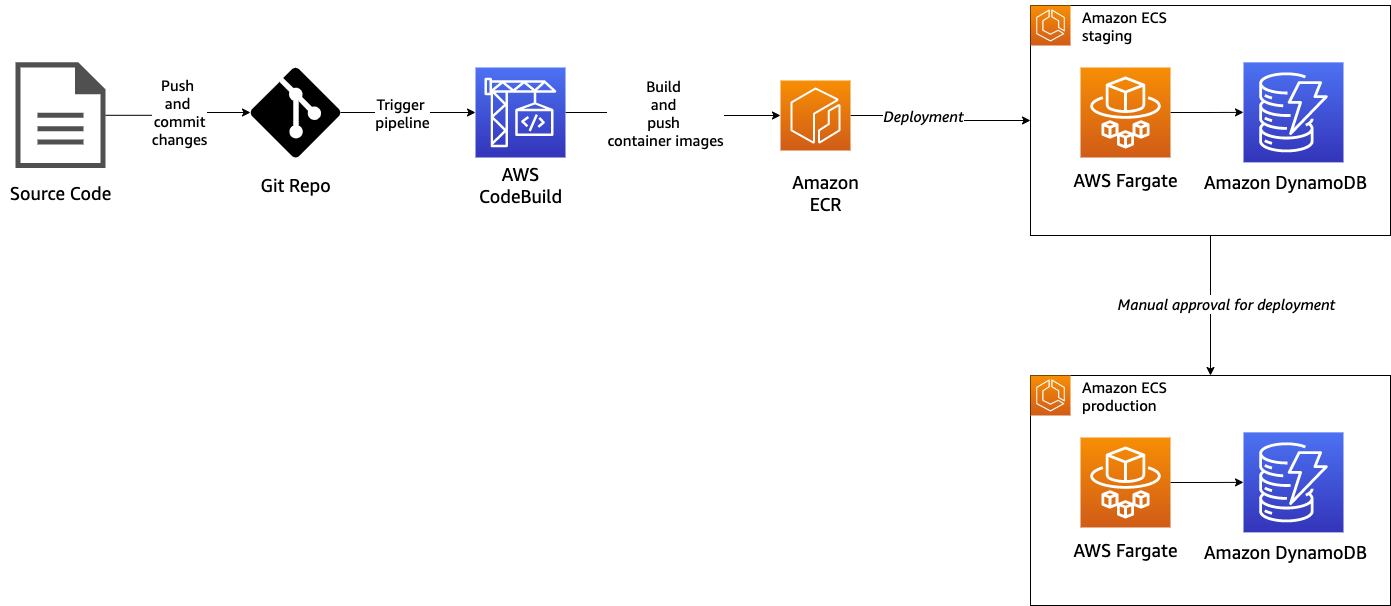 Source Code
Push
and
commit
changes
Git Repo
Trigger
pipeline
</>
AWS
CodeBuild
Build
and
push
container images
Amazon
ECR
Deployment
Amazon ECS
staging
AWS Fargate
Amazon DynamoDB
Manual approval for deployment
Amazon ECS
production
AWS Fargate
Amazon DynamoDB